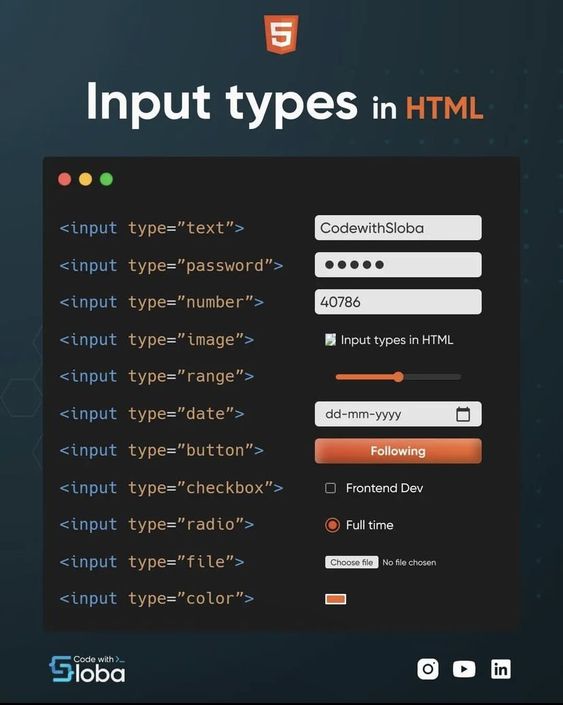 5
Input types in HTML
<input type=”text”> CodewithSloba
<input type=”password”> ●●●●●
<input type=”number”> 40786
<input type=”image”> Input types in HTML
<input type=”range”>
<input type=”date”> dd-mm-yyyy
<input type=”button”> Following
<input type=”checkbox”> Frontend Dev
<input type=”radio”> Full time
<input type=”file”> Choose file No file chosen
<input type=”color”>
Code with >_
Sloba
in